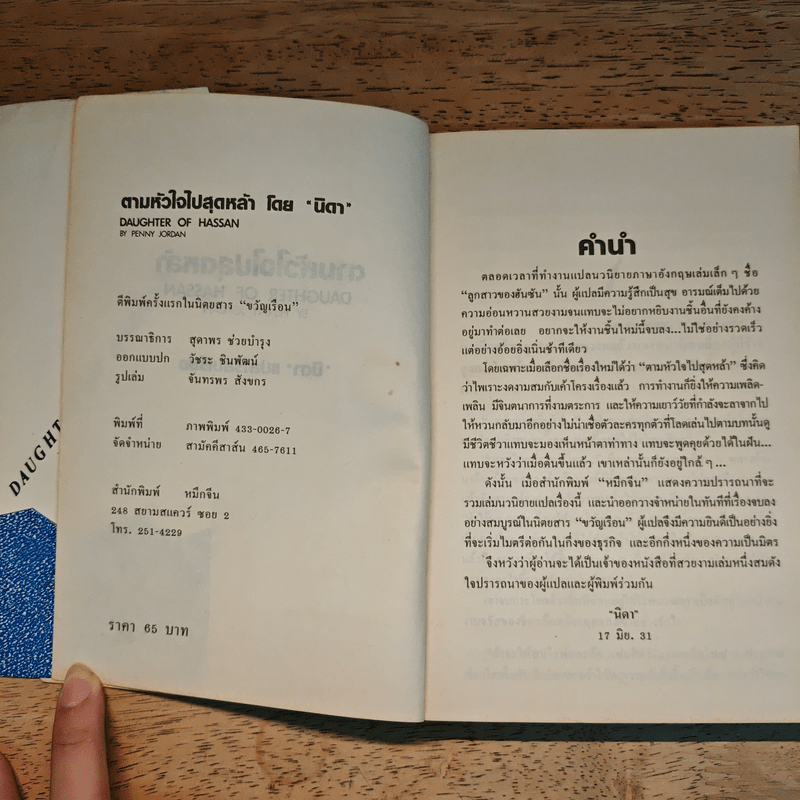 DAUGHT
ตามหัวใจไปสุดหล้า โดย “นิดา”
DAUGHTER OF HASSAN
BY PENNY JORDAN
ตีพิมพ์ครั้งแรกในนิตยสาร “ขวัญเรือน”
บรรณาธิการ สุดาพร ช่วยบำรุง
ออกแบบปก วัชระ ชินพัฒน์
รูปเล่ม จันทรพร สังขกร
พิมพ์ที่ ภาพพิมพ์ 433-0026-7
จัดจำหน่าย สามัคคีสาส์น 465-7611
สำนักพิมพ์ หมึกจีน
248 สยามสแควร์ ซอย 2
โทร. 251-4229
ราคา 65 บาท
คำนำ
ตลอดเวลาที่ทำงานแปลนวนิยายภาษาอังกฤษเล่มเล็ก ๆ ชื่อ
“ลูกสาวของฮันซัน” นั้น ผู้แปลมีความรู้สึกเป็นสุข อารมณ์เต็มไปด้วย
ความอ่อนหวานสวยงามจนแทบจะไม่อยากหยิบงานชิ้นอื่นที่ยังคงค้าง
อยู่มาทำต่อเลย อยากจะให้งานชิ้นใหม่นี้จบลง...ไม่ใช่อย่างรวดเร็ว
แต่อย่างอ้อยอิ่งเนิ่นช้าทีเดียว
โดยเฉพาะเมื่อเลือกชื่อเรื่องใหม่ได้ว่า “ตามหัวใจไปสุดหล้า” ซึ่งคิด
ว่าไพเราะงดงามสมกับเค้าโครงเรื่องแล้ว การทำงานก็ยิ่งให้ความเพลิด-
เพลิน มีจินตนาการที่งามตระการ และให้ความเยาว์วัยที่กำลังจะลาจากไป
ให้หวนกลับมาอีกอย่างไม่น่าเชื่อตัวละครทุกตัวที่โลดเล่นไปตามบทนั้นดู
มีชีวิตชีวาแทบจะมองเห็นหน้าตาท่าทาง แทบจะพูดคุยด้วยได้ในฝัน...
แทบจะหวังว่าเมื่อตื่นขึ้นแล้ว เขาเหล่านั้นก็ยังอยู่ใกล้ ๆ ...
ดังนั้น เมื่อสำนักพิมพ์ “หมึกจีน” แสดงความปรารถนาที่จะ
รวมเล่มนวนิยายแปลเรื่องนี้ และนำออกวางจำหน่ายในทันทีที่เรื่องจบลง
อย่างสมบูรณ์ในนิตยสาร “ขวัญเรือน” ผู้แปลจึงมีความยินดีเป็นอย่างยิ่ง
ที่จะเริ่มไมตรีต่อกันในกึ่งของธุรกิจ และอีกกึ่งหนึ่งของความเป็นมิตร
จึงหวังว่าผู้อ่านจะได้เป็นเจ้าของหนังสือที่สวยงามเล่มหนึ่งสมดัง
ใจปรารถนาของผู้แปลและผู้พิมพ์ร่วมกัน
“นิดา”
17 มิย. 31